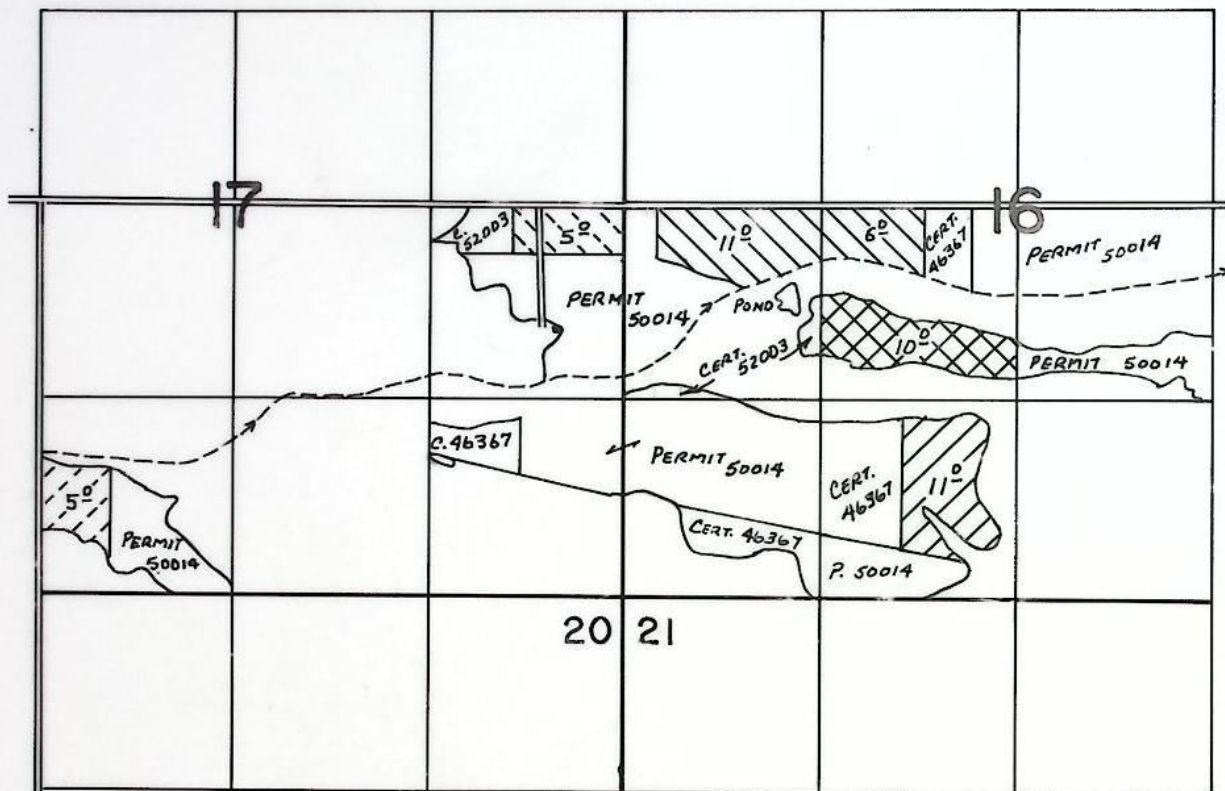 17
16
C. 52003
5º
11º
6º
CERT. 46367
PERMIT 50014
PERMIT 50014
POND
CERT. 52003
10º
PERMIT 50014
C. 46367
PERMIT 50014
CERT. 46367
11º
5º
PERMIT 50014
CERT. 46367
P. 50014
20 21